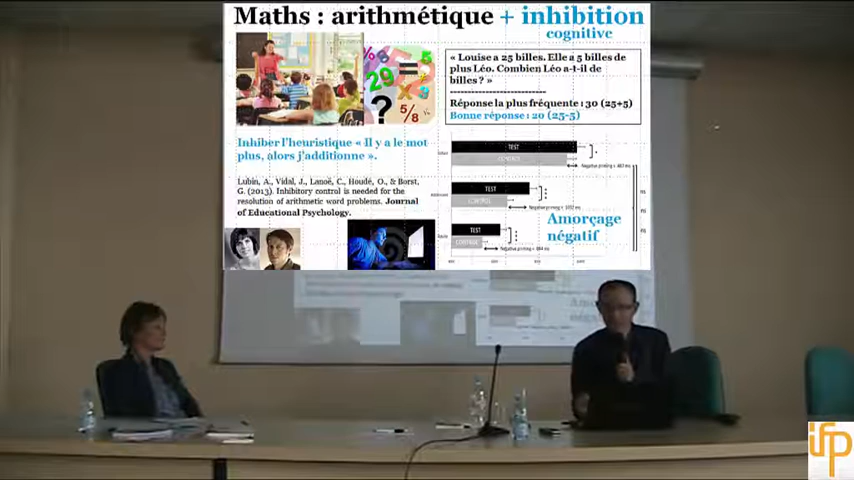 Maths : arithmétique + inhibition
cognitive
« Louise a 25 billes. Elle a 5 billes de
plus Léo. Combien Léo a-t-il de
billes ? »
Réponse la plus fréquente : 30 (25+5)
Bonne réponse : 20 (25-5)
Inhiber l'heuristique « Il y a le mot
plus, alors j'additionne ».
Lubin, A., Vidal, J., Lanoë, C., Houdé, O., & Borst,
G. (2013). Inhibitory control is needed for the
resolution of arithmetic word problems. Journal
of Educational Psychology.
TEST
CONTROL
TEST
CONTROL
TEST
CONTROL
Amorçage
négatif
ifp